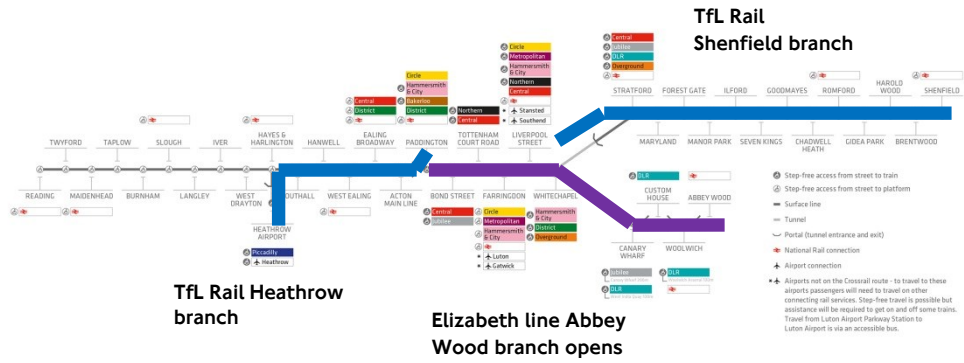 TfL Rail
Shenfield branch
Central
Jubilee
DLR
Overground
STRATFORD
FOREST GATE
ILFORD
GOODMAYES
ROMFORD
HAROLD
WOOD
SHENFIELD
MARYLAND
MANOR PARK
SEVEN KINGS
CHADWELL
HEATH
GIDEA PARK
BRENTWOOD
Circle
Metropolitan
Hammersmith
& City
Northern
Central
Stansted
Southend
LIVERPOOL
STREET
Northern
Central
TOTTENHAM
COURT ROAD
Circle
Hammersmith
& City
Bakerloo
District
PADDINGTON
Central
District
EALING
BROADWAY
HANWELL
HAYES &
HARLINGTON
IVER
SLOUGH
TAPLOW
TWYFORD
READING
MAIDENHEAD
BURNHAM
LANGLEY
WEST
DRAYTON
OUTHALL
WEST EALING
ACTON
MAIN LINE
BOND STREET
Central
Jubilee
FARRINGDON
Circle
Metropolitan
Hammersmith
& City
Luton
Gatwick
WHITECHAPEL
Hammersmith
& City
District
Overground
HEATHROW
AIRPORT
Piccadilly
Heathrow
DLR
CUSTOM
HOUSE
ABBEY WOOD
CANARY
WHARF
WOOLWICH
Jubilee
DLR
DLR
Step-free access from street to train
Step-free access from street to platform
Surface line
Tunnel
Portal (tunnel entrance and exit)
National Rail connection
Airport connection
Airports not on the Crossrail route - to travel to these
airports passengers will need to travel on other
connecting rail services. Step-free travel is possible but
assistance will be required to get on and off some trains.
Travel from Luton Airport Parkway Station to
Luton Airport is via an accessible bus.
TfL Rail Heathrow
branch
Elizabeth line Abbey
Wood branch opens